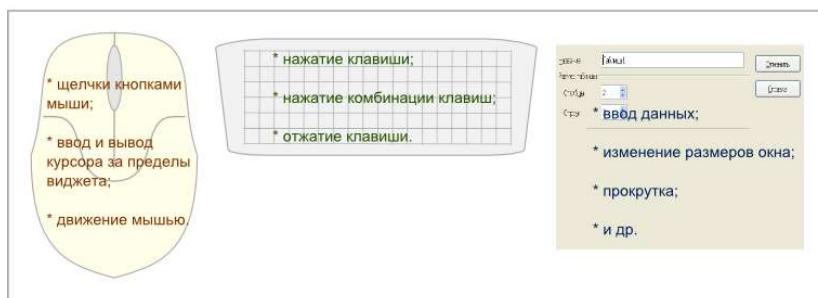 * щелчки кнопками
мыши;
* ввод и вывод
курсора за пределы
виджета;
* движение мышью.
* нажатие клавиши;
* нажатие комбинации клавиш;
* отжатие клавиши.
2
* ввод данных;
* изменение размеров окна;
* прокрутка;
* и др.